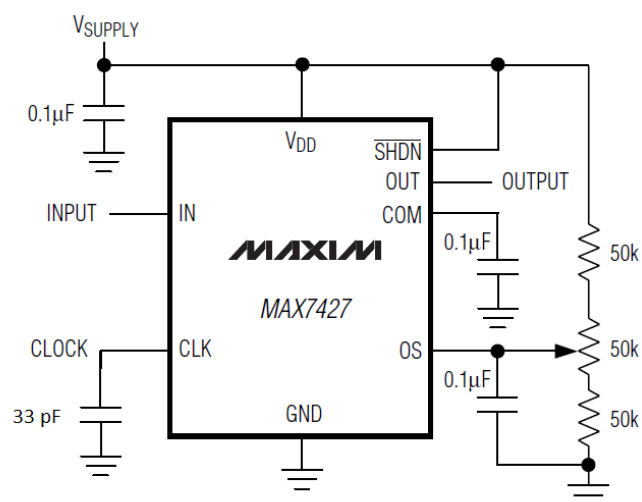 VSUPPLY
0.1µF
VDD
SHDN
OUT
OUTPUT
INPUT
IN
COM
MAXIM
0.1µF
50k
MAX7427
CLOCK
CLK
OS
50k
0.1µF
33 pF
GND
50k